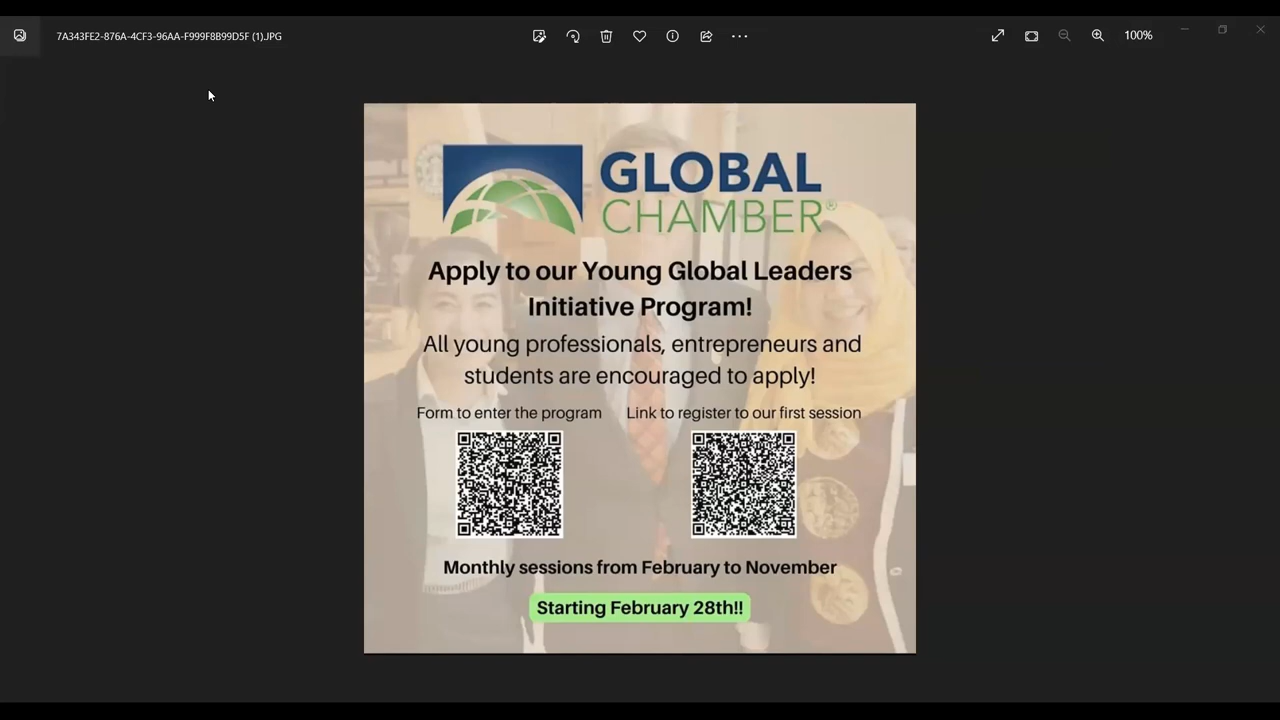 7A343FE2-876A-4CF3-96AA-F999F8B99D5F (1).JPG
100%
GLOBAL
CHAMBER®
Apply to our Young Global Leaders
Initiative Program!
All young professionals, entrepreneurs and
students are encouraged to apply!
Form to enter the program
Link to register to our first session
Monthly sessions from February to November
Starting February 28th!!